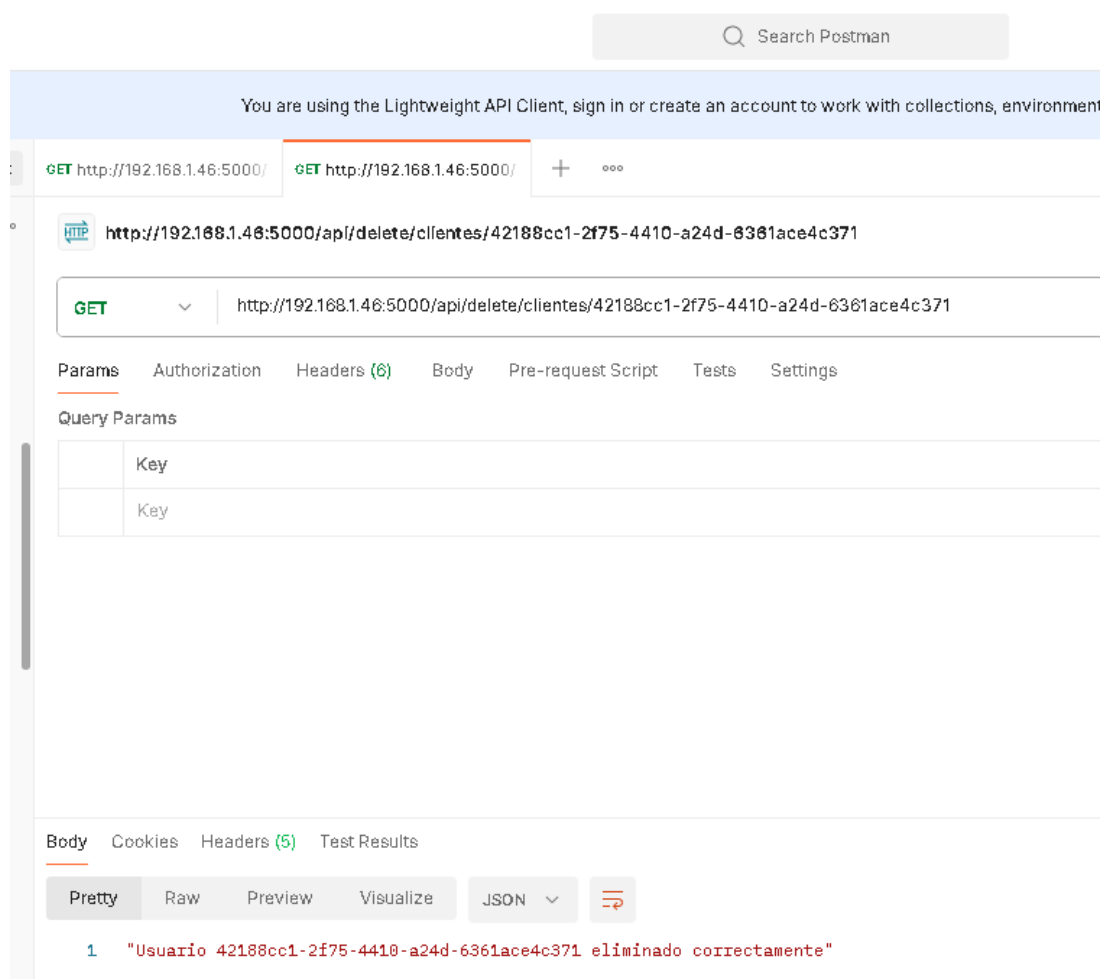 Search Postman
You are using the Lightweight API Client, sign in or create an account to work with collections, environment
GET http://192.168.1.46:5000/ GET http://192.168.1.46:5000/
HTTP http://192.168.1.46:5000/api/delete/clientes/42188cc1-2f75-4410-a24d-6361ace4c371
GET http://192.168.1.46:5000/api/delete/clientes/42188cc1-2f75-4410-a24d-6361ace4c371
Params Authorization Headers (6) Body Pre-request Script Tests Settings
Query Params
Key
Key
Body Cookies Headers (5) Test Results
Pretty Raw Preview Visualize JSON
1 "Usuario 42188cc1-2f75-4410-a24d-6361ace4c371 eliminado correctamente"